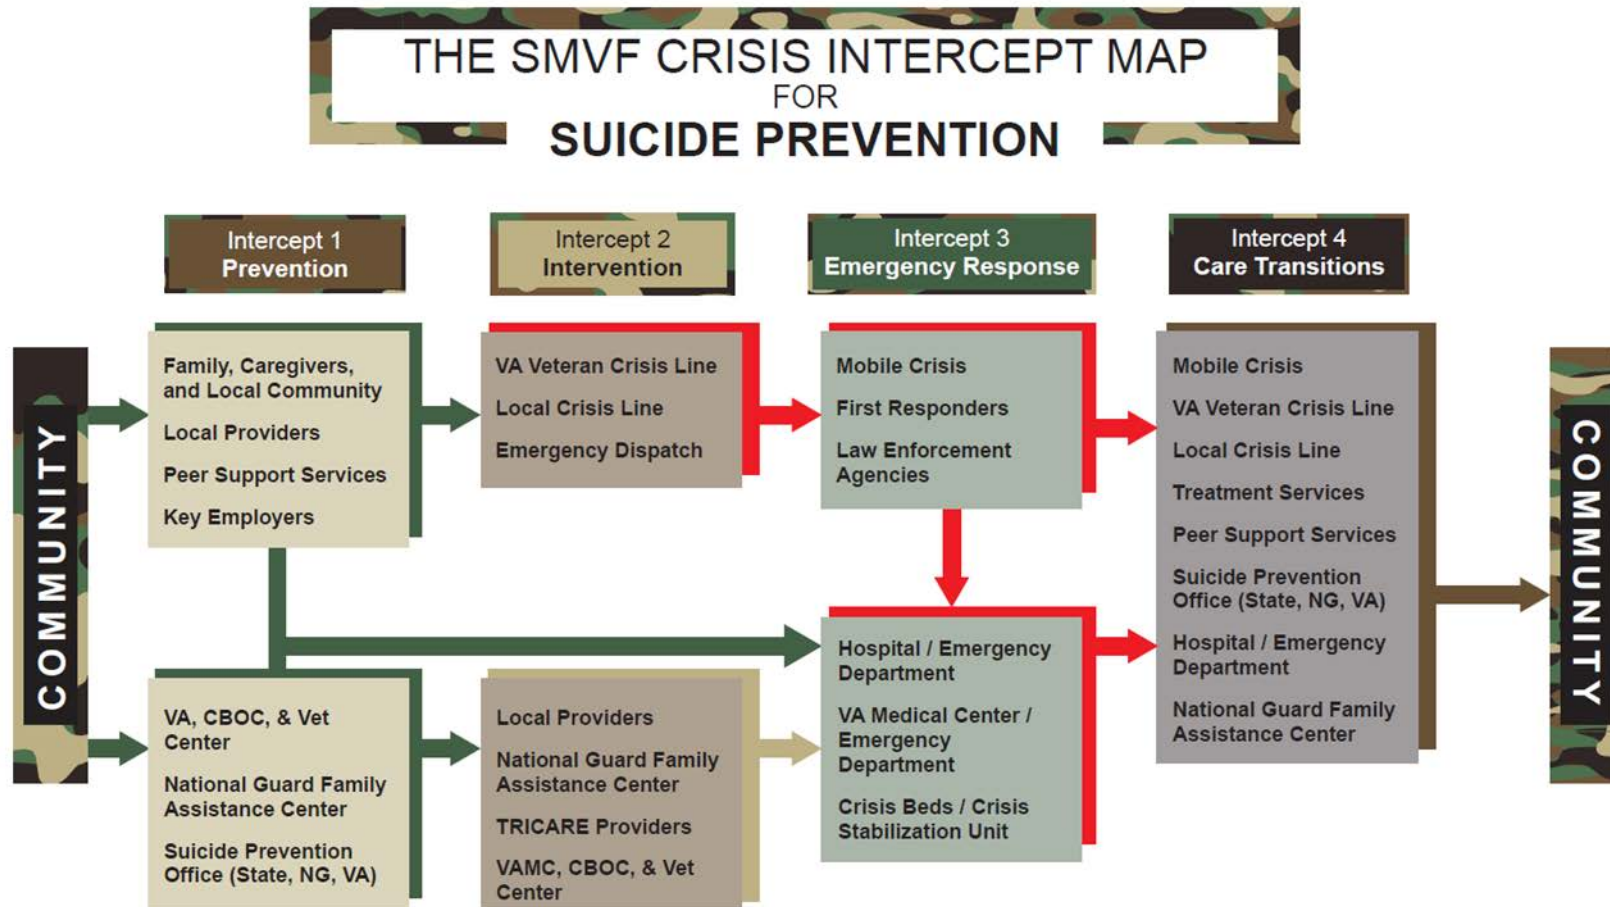 THE SMVF CRISIS INTERCEPT MAP
FOR
SUICIDE PREVENTION
Intercept 1
Prevention
Intercept 2
Intervention
Intercept 3
Emergency Response
Intercept 4
Care Transitions
COMMUNITY
Family, Caregivers,
and Local Community
Local Providers
Peer Support Services
Key Employers
VA, CBOC, & Vet
Center
National Guard Family
Assistance Center
Suicide Prevention
Office (State, NG, VA)
VA Veteran Crisis Line
Local Crisis Line
Emergency Dispatch
Local Providers
National Guard Family
Assistance Center
TRICARE Providers
VAMC, CBOC, & Vet
Center
Mobile Crisis
First Responders
Law Enforcement
Agencies
Hospital / Emergency
Department
VA Medical Center /
Emergency
Department
Crisis Beds / Crisis
Stabilization Unit
Mobile Crisis
VA Veteran Crisis Line
Local Crisis Line
Treatment Services
Peer Support Services
Suicide Prevention
Office (State, NG, VA)
Hospital / Emergency
Department
National Guard Family
Assistance Center
COMMUNITY